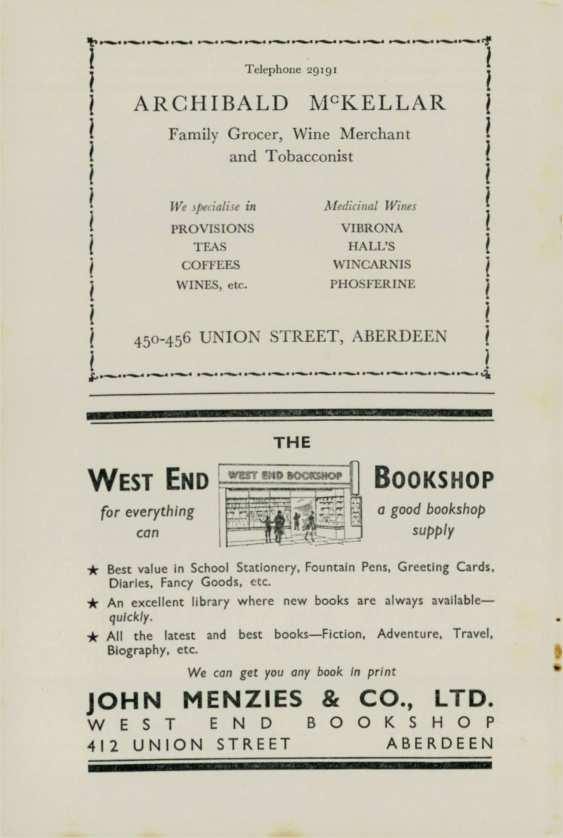 Telephone 29191
ARCHIBALD McKELLAR
Family Grocer, Wine Merchant
and Tobacconist
We specialise in
PROVISIONS
TEAS
COFFEES
WINES, etc.
Medicinal Wines
VIBRONA
HALL'S
WINCARNIS
PHOSFERINE
450-456 UNION STREET, ABERDEEN
THE
WEST END BOOKSHOP
WEST END BOOKSHOP
for everything
can
a good bookshop
supply
★ Best value in School Stationery, Fountain Pens, Greeting Cards,
Diaries, Fancy Goods, etc.
★ An excellent library where new books are always available—
quickly.
★ All the latest and best books—Fiction, Adventure, Travel,
Biography, etc.
We can get you any book in print
JOHN MENZIES & CO., LTD.
WEST END BOOKSHOP
412 UNION STREET ABERDEEN